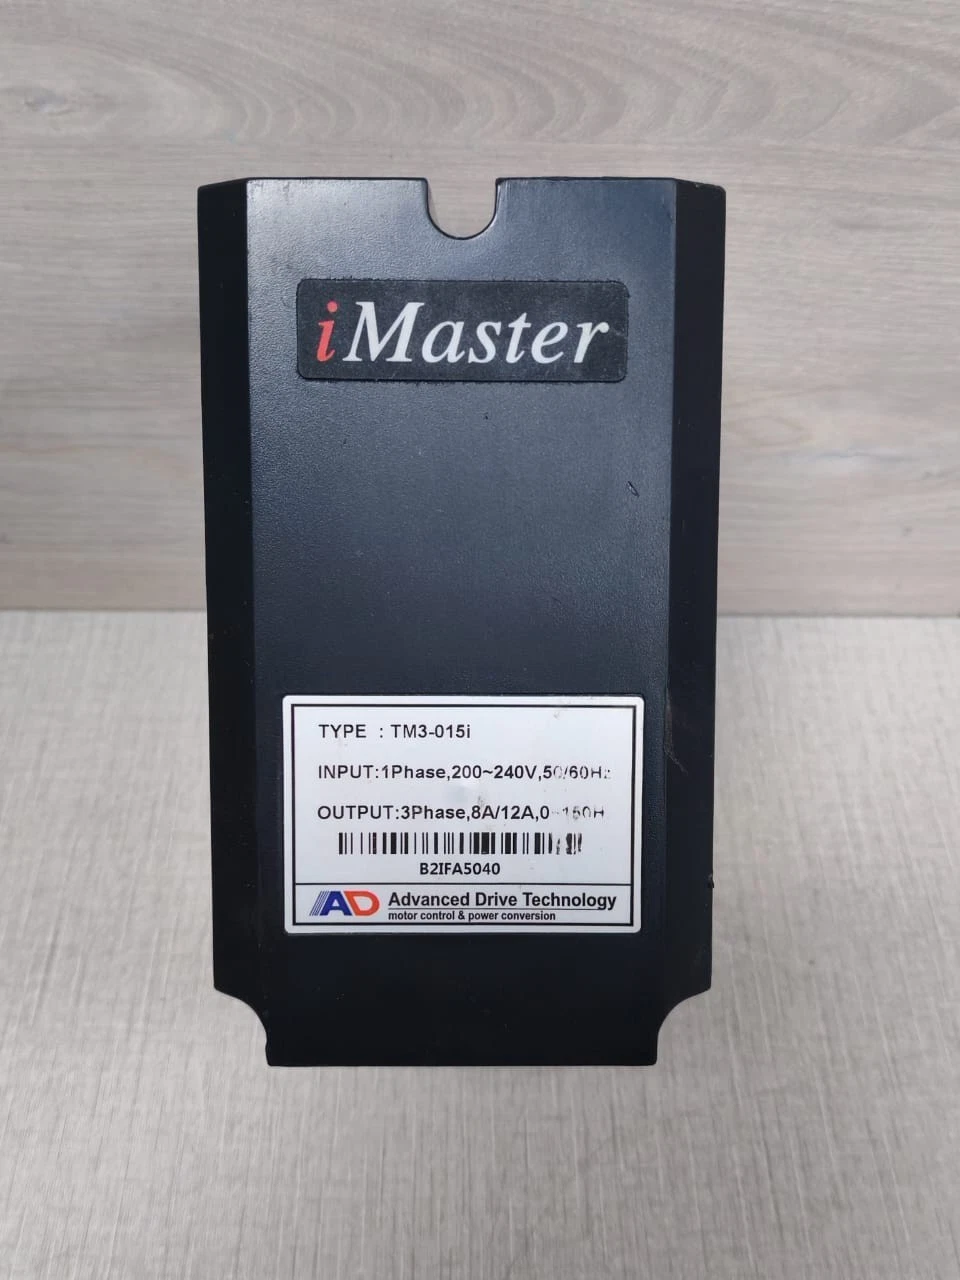 iMaster
TYPE : TM3-015i
INPUT:1Phase,200~240V,50/60Hz
OUTPUT:3Phase,8A/12A,0~150H
B2IFA5040
AD Advanced Drive Technology
motor control & power conversion